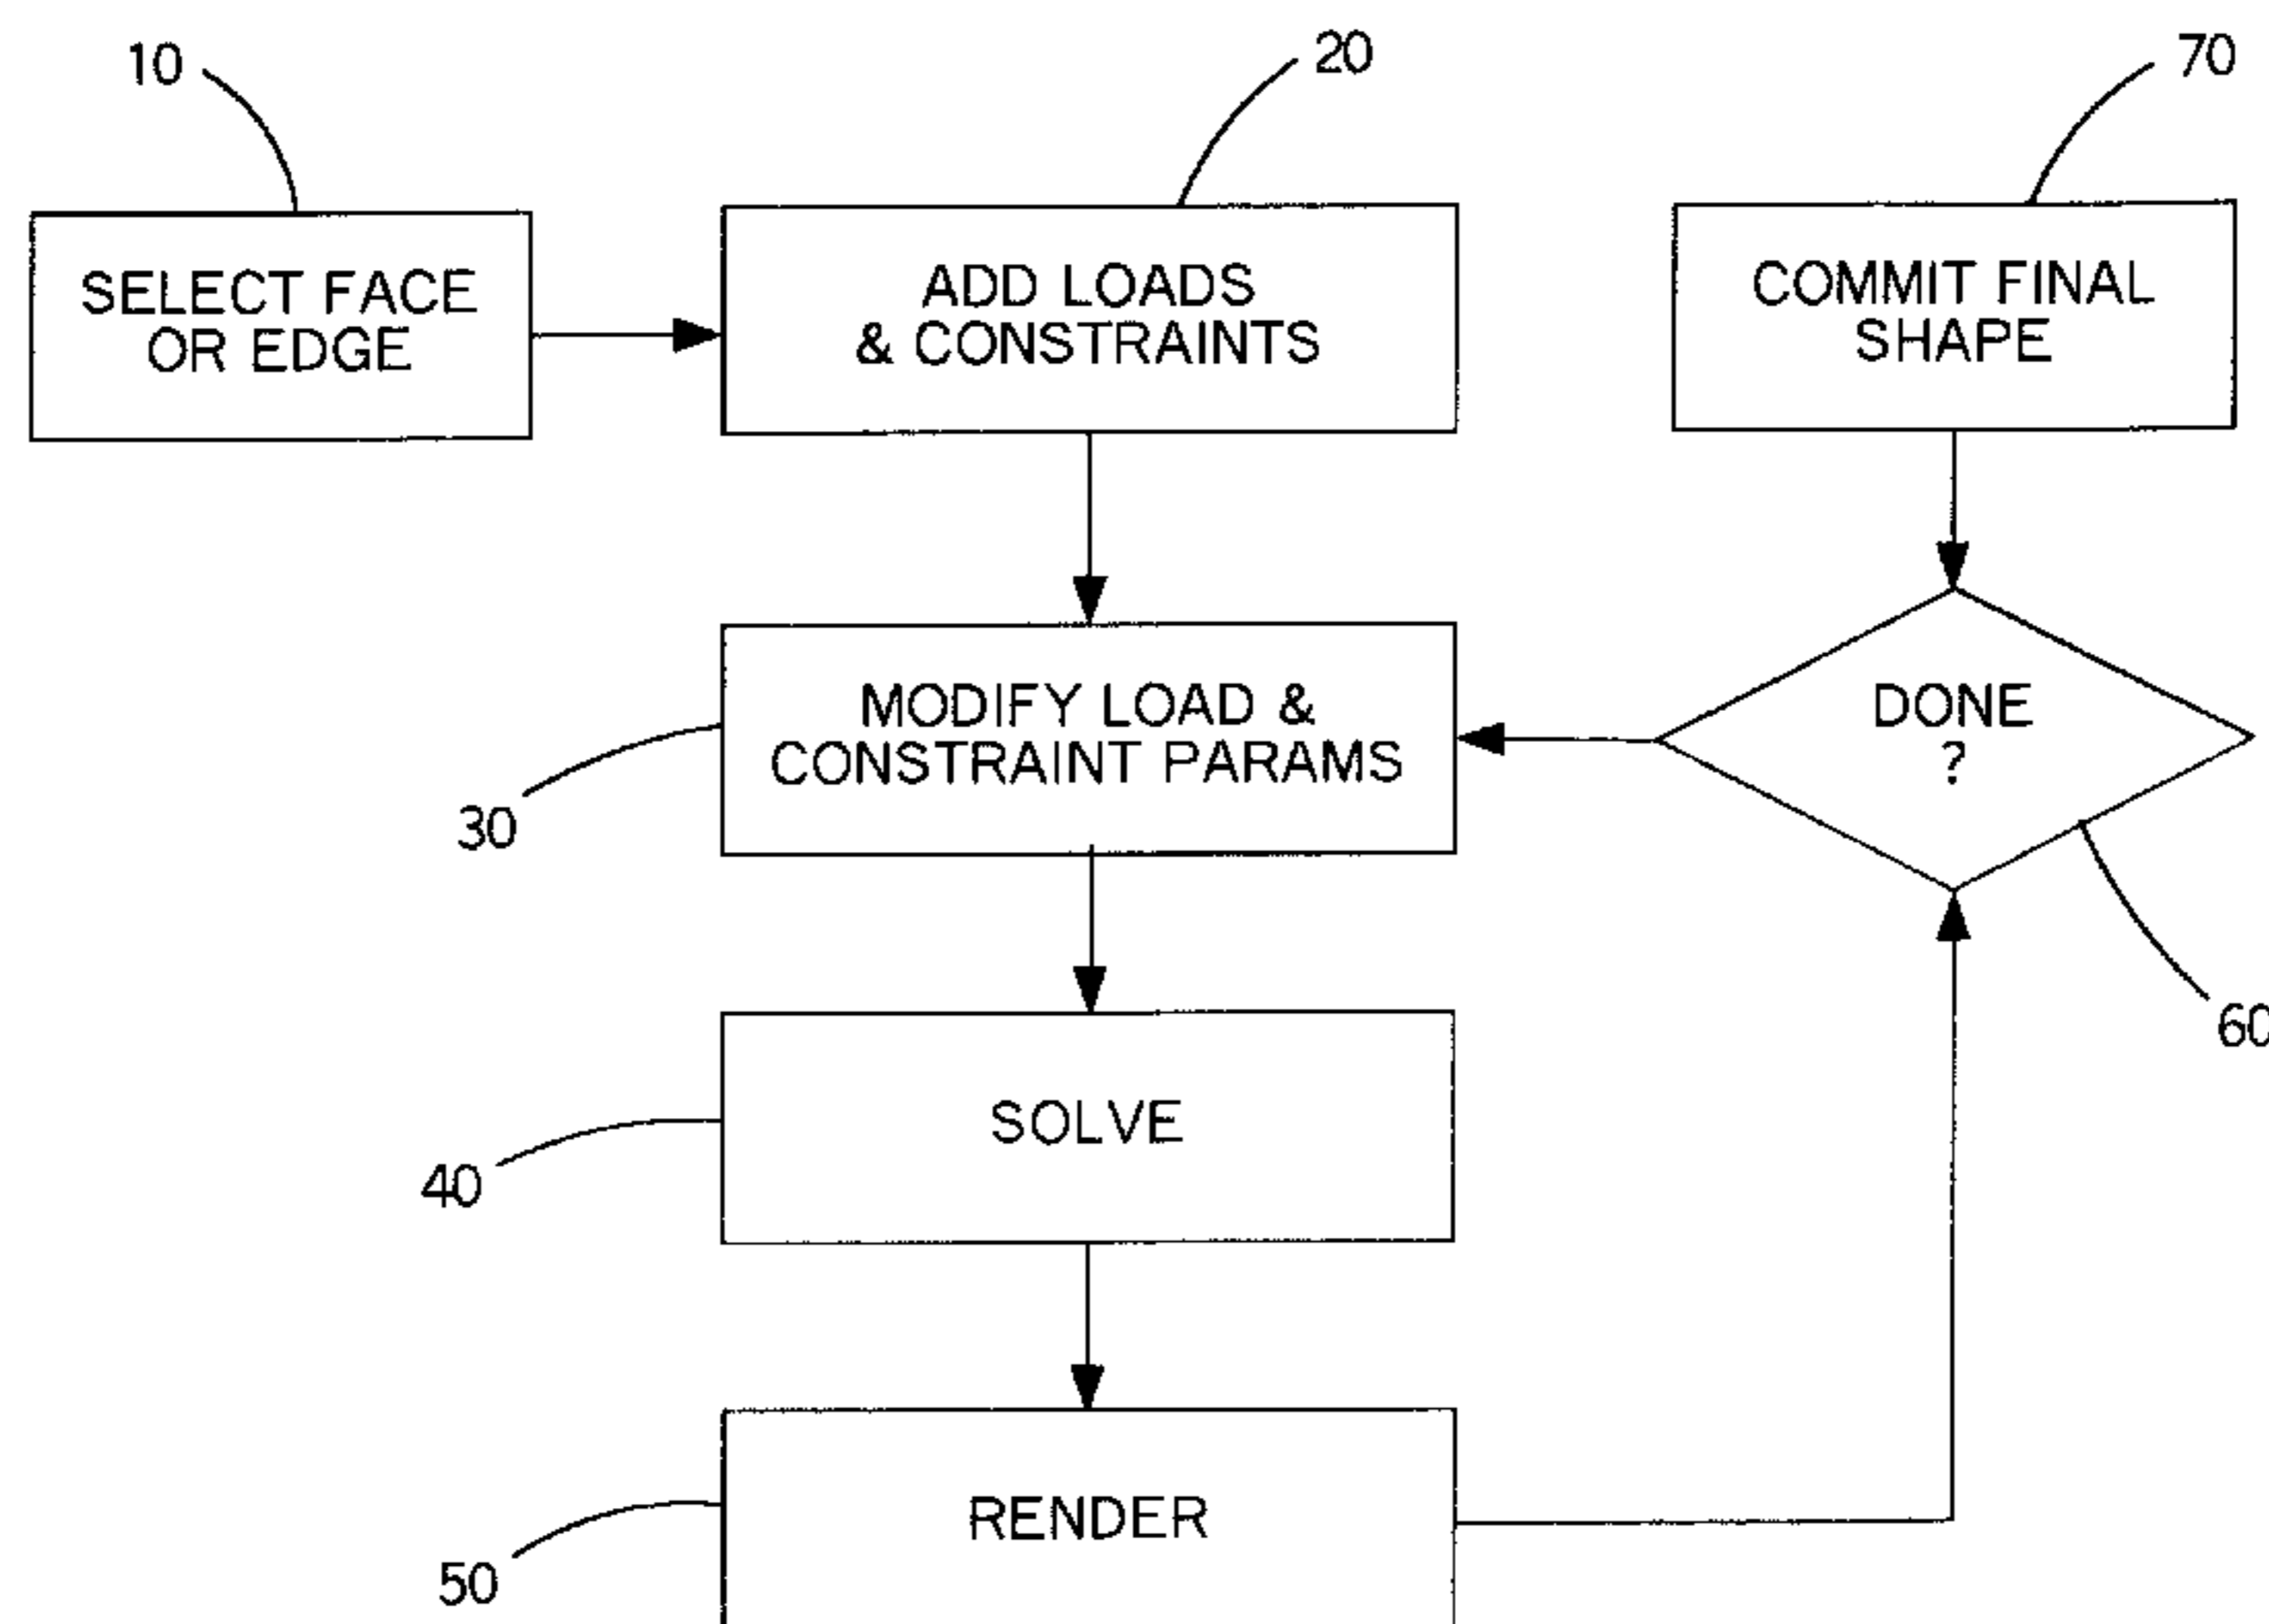 10
20
70
SELECT FACE
OR EDGE
ADD LOADS
& CONSTRAINTS
COMMIT FINAL
SHAPE
MODIFY LOAD &
CONSTRAINT PARAMS
DONE
?
30
60
SOLVE
40
RENDER
50